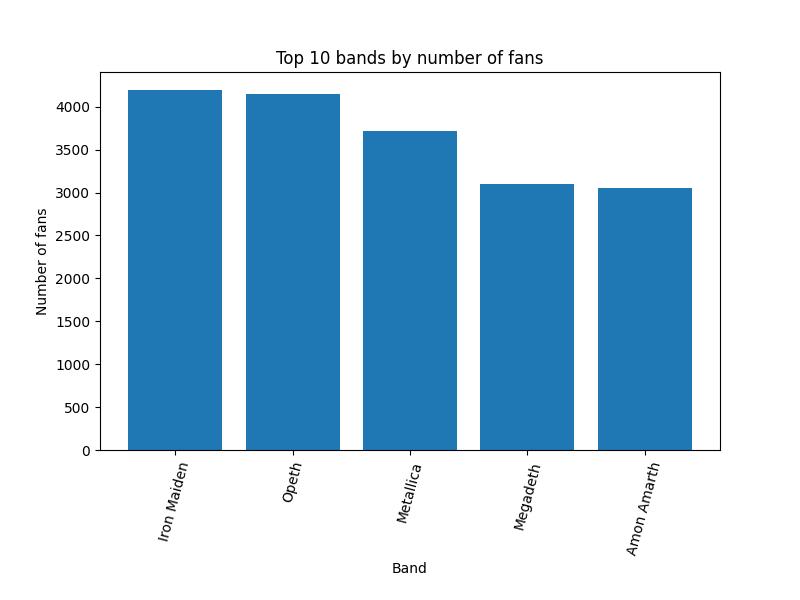 Top 10 bands by number of fans
Number of fans
4000
3500
3000
2500
2000
1500
1000
500
0
Iron Maiden
Opeth
Metallica
Megadeth
Amon Amarth
Band